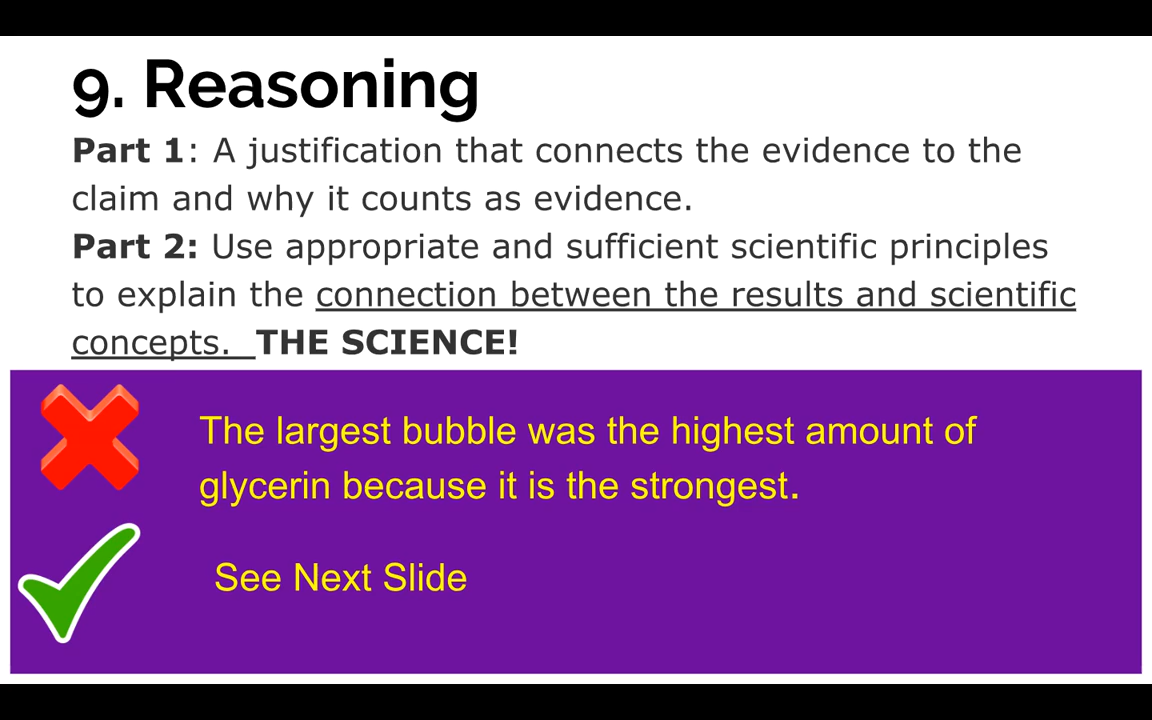 9. Reasoning
Part 1: A justification that connects the evidence to the
claim and why it counts as evidence.
Part 2: Use appropriate and sufficient scientific principles
to explain the connection between the results and scientific
concepts. THE SCIENCE!
The largest bubble was the highest amount of
glycerin because it is the strongest.
See Next Slide